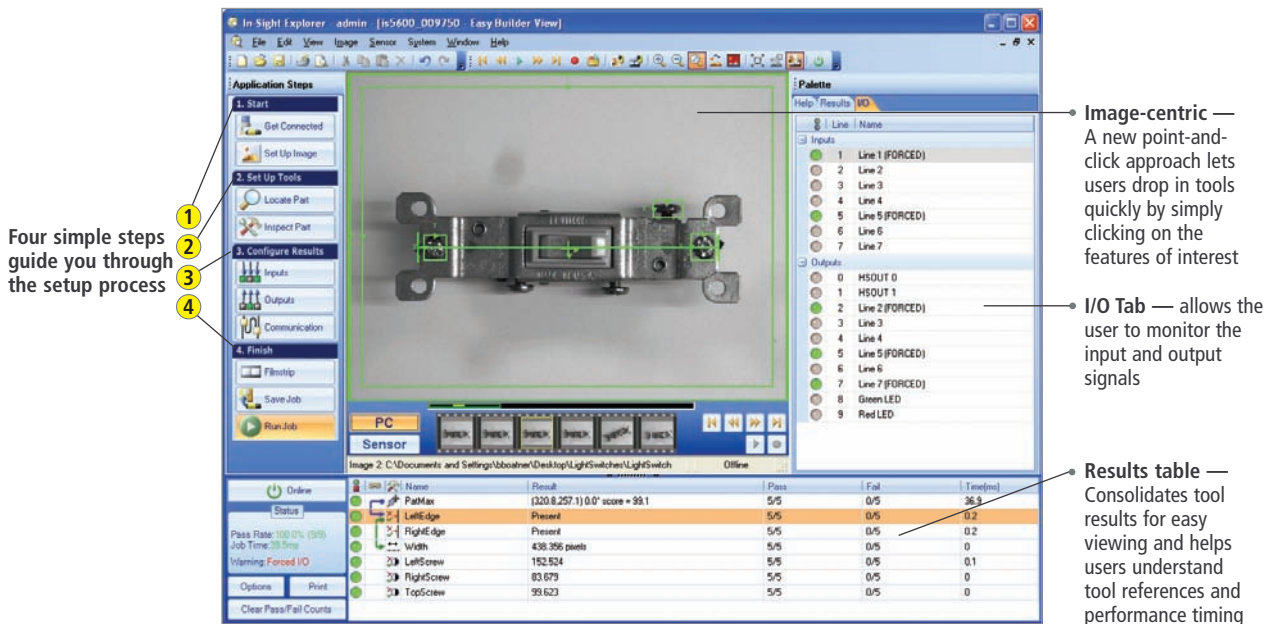 In-Sight Explorer - admin - [is5600_009750 - Easy Builder View]
File Edit View Image Sensor System Window Help
Application Steps
1. Start
Get Connected
Set Up Image
2. Set Up Tools
Locate Part
Inspect Part
3. Configure Results
Inputs
Outputs
Communication
4. Finish
Filmstrip
Save Job
Run Job
Four simple steps
guide you through
the setup process
1
2
3
4
PC
Sensor
Image 2: C:\Documents and Settings\bboatner\Desktop\LightSwitches\LightSwitch Offline
Palette
Help Results I/O
Line Name
Inputs
1 Line 1 (FORCED)
2 Line 2
3 Line 3
4 Line 4
5 Line 5 (FORCED)
6 Line 6
7 Line 7
Outputs
0 HSOUT 0
1 HSOUT 1
2 Line 2 (FORCED)
3 Line 3
4 Line 4
5 Line 5 (FORCED)
6 Line 6
7 Line 7 (FORCED)
8 Green LED
9 Red LED
Image-centric —
A new point-and-
click approach lets
users drop in tools
quickly by simply
clicking on the
features of interest
I/O Tab — allows the
user to monitor the
input and output
signals
Results table —
Consolidates tool
results for easy
viewing and helps
users understand
tool references and
performance timing
Online
Status
Pass Rate: 100.0% (9/9)
Job Time: 39.5ms
Warning: Forced I/O
Options Print
Clear Pass/Fail Counts
Name Result Pass Fail Time(ms)
PatMax (320.8,257.1) 0.0° score = 99.1 5/5 0/5 36.9
LeftEdge Present 5/5 0/5 0.2
RightEdge Present 5/5 0/5 0.2
Width 438.356 pixels 5/5 0/5 0
LeftScrew 152.524 5/5 0/5 0.1
RightScrew 83.679 5/5 0/5 0
TopScrew 99.623 5/5 0/5 0